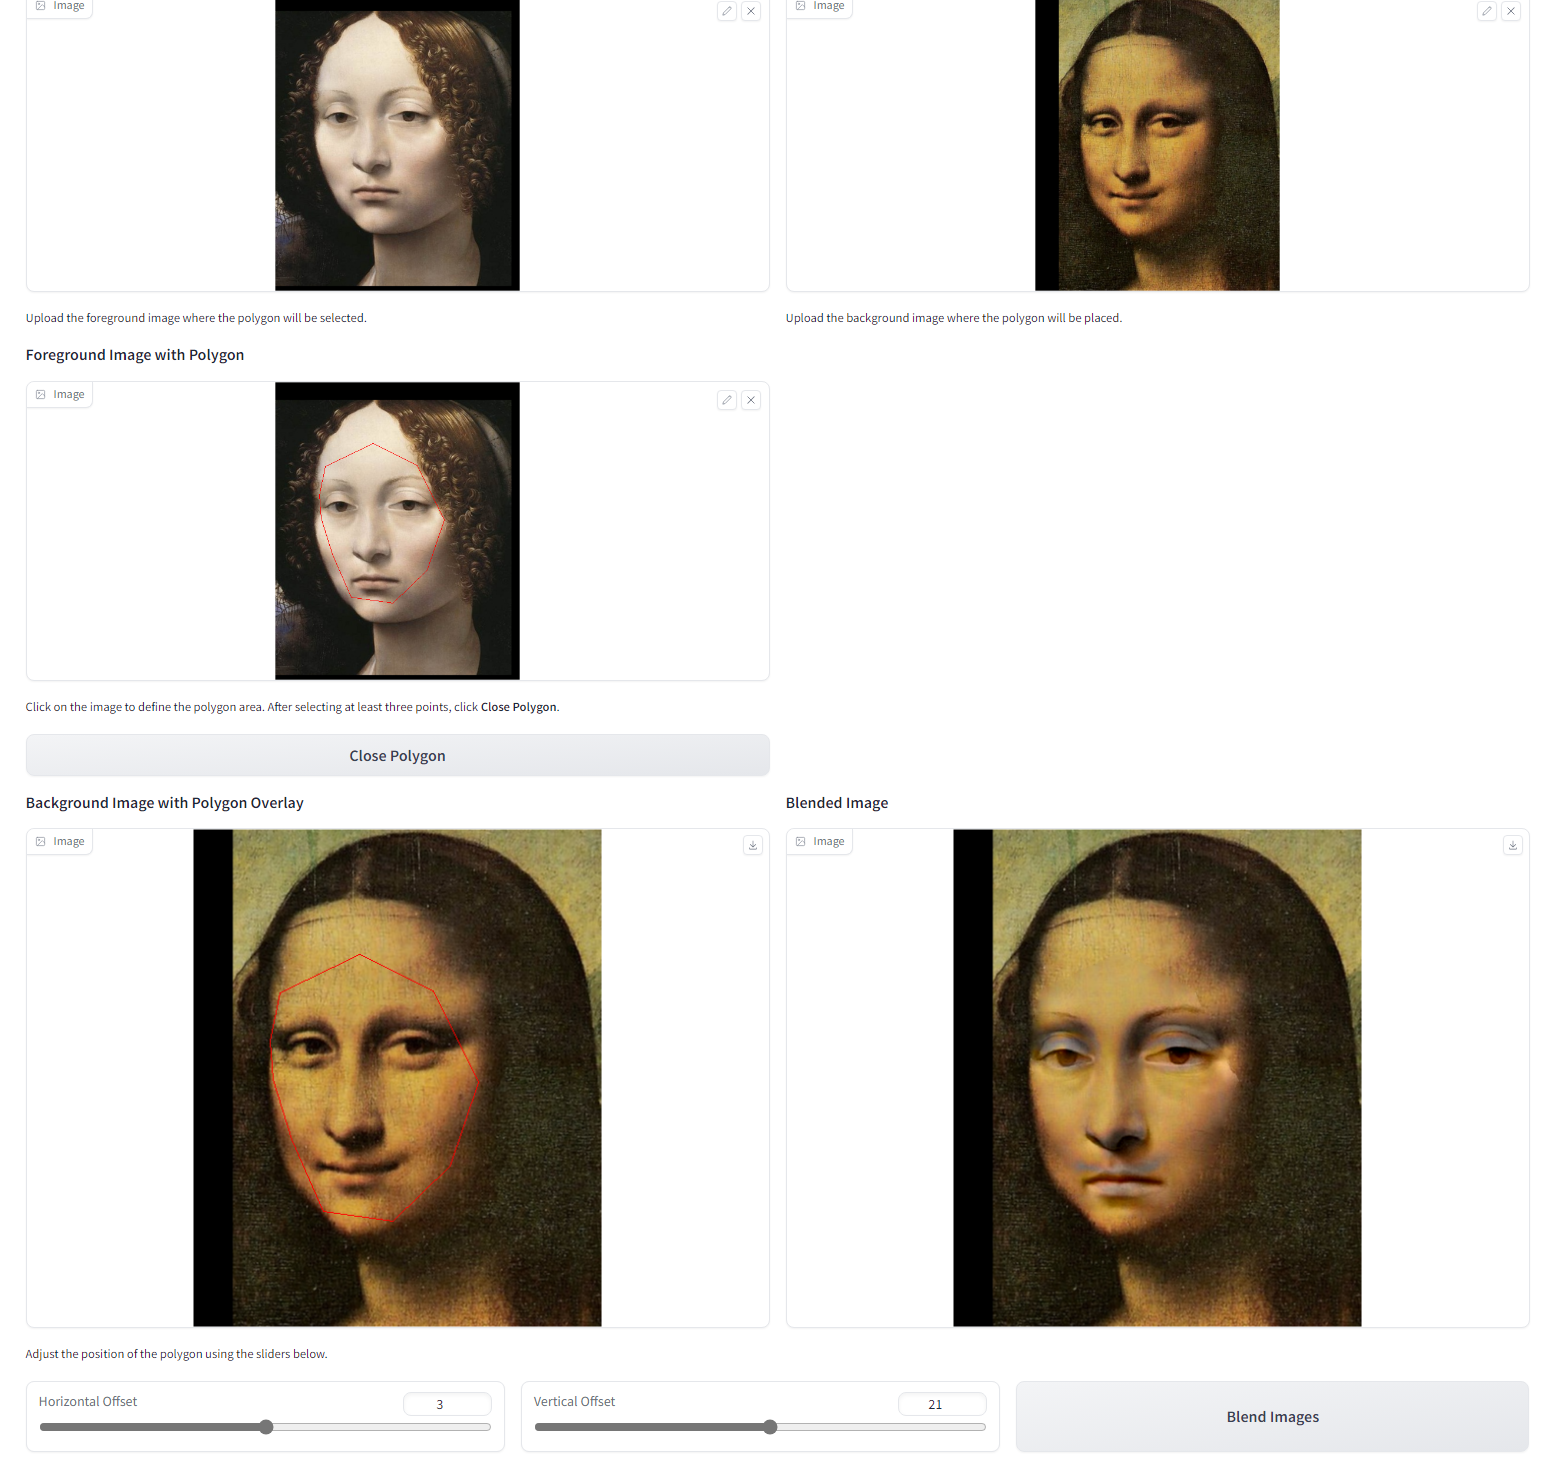 Image
Image
Upload the foreground image where the polygon will be selected.
Upload the background image where the polygon will be placed.
Foreground Image with Polygon
Image
Click on the image to define the polygon area. After selecting at least three points, click Close Polygon.
Close Polygon
Background Image with Polygon Overlay
Blended Image
Image
Image
Adjust the position of the polygon using the sliders below.
Horizontal Offset
3
Vertical Offset
21
Blend Images